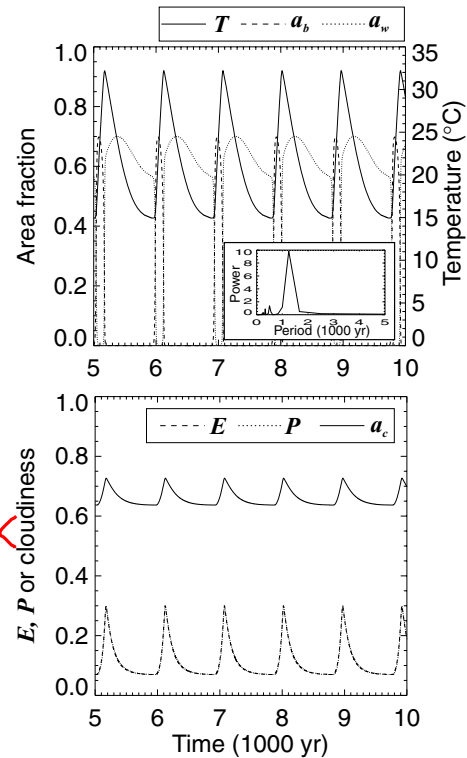 T a_b a_w
1.0 35
30
0.8
25
0.6 20
15
0.4
10
0.2
5
0.0 0
Area fraction
Temperature (°C)
10
8
6
4
2
0
Power
0 1 2 3 4 5
Period (1000 yr)
5 6 7 8 9 10
E P a_c
1.0
0.8
0.6
0.4
0.2
0.0
E, P or cloudiness
5 6 7 8 9 10
Time (1000 yr)